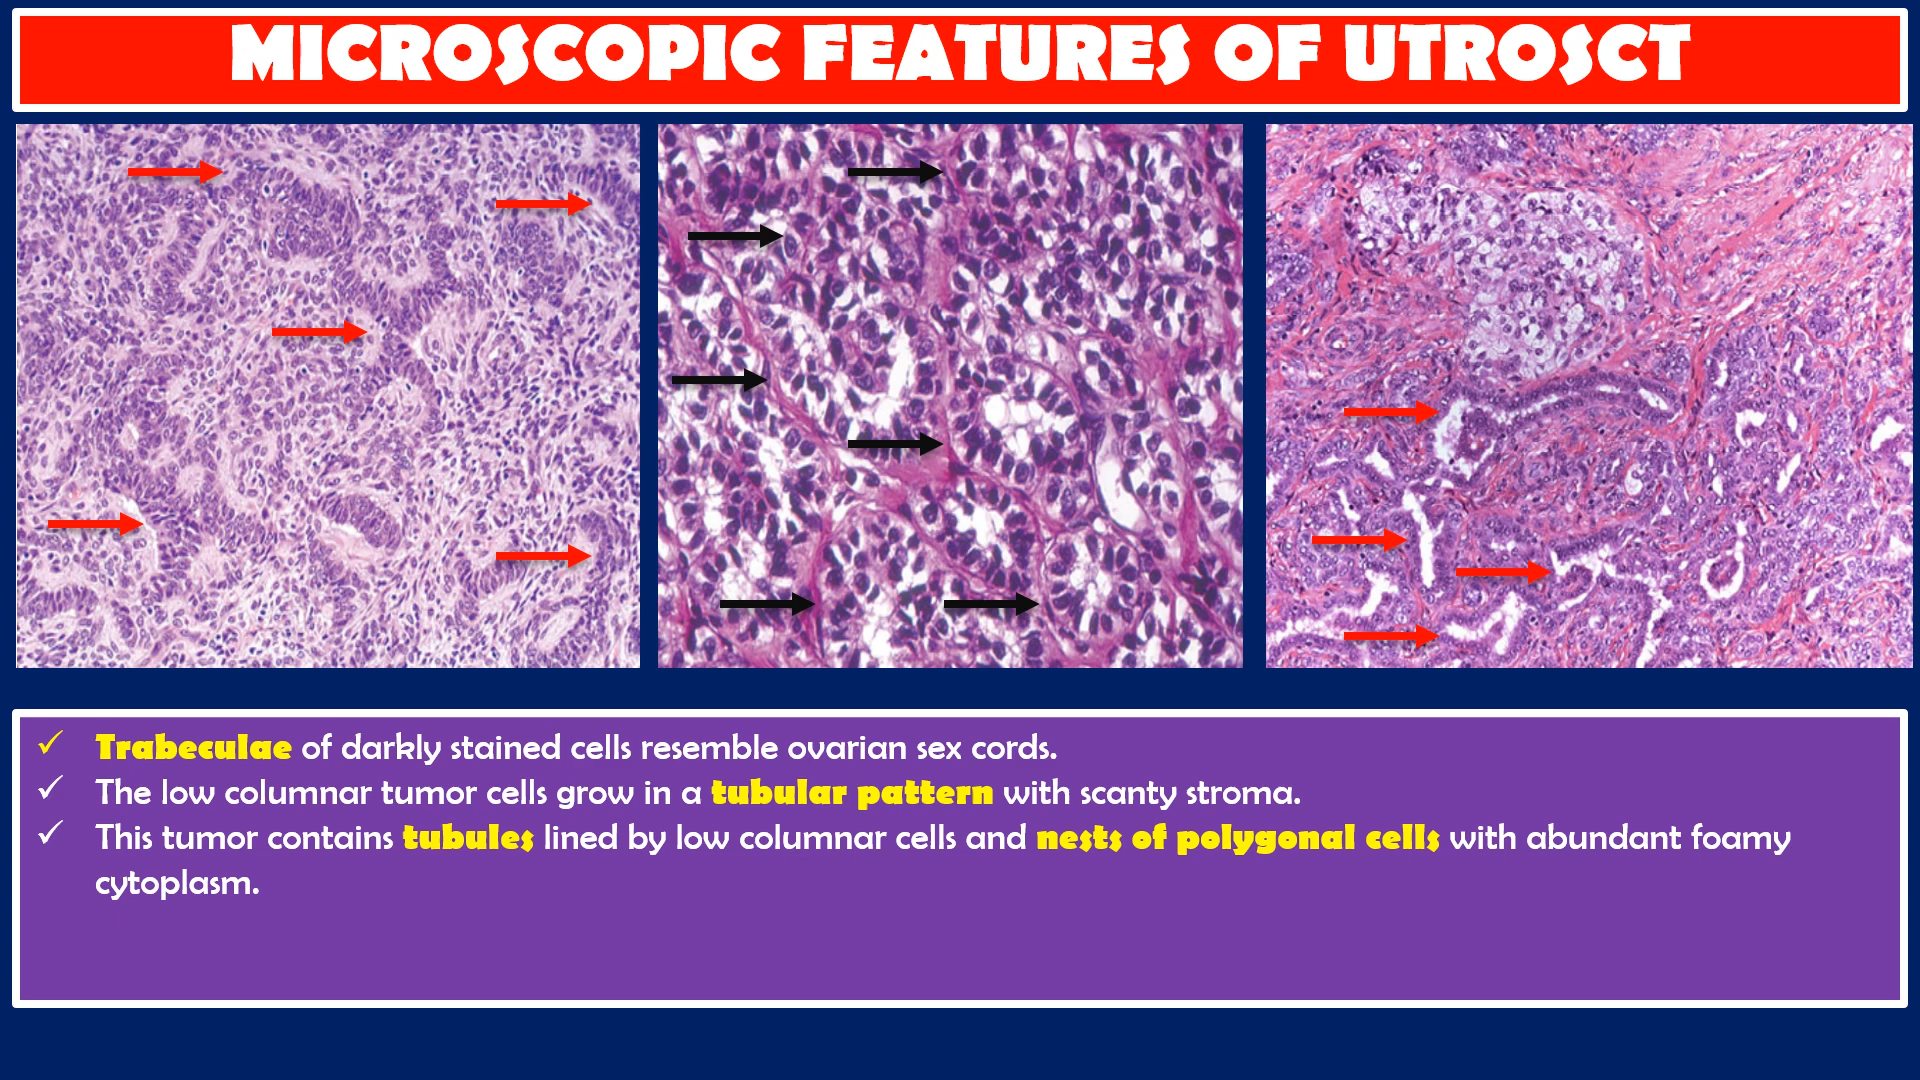 MICROSCOPIC FEATURES OF UTROSCT
✓ Trabeculae of darkly stained cells resemble ovarian sex cords.
✓ The low columnar tumor cells grow in a tubular pattern with scanty stroma.
✓ This tumor contains tubules lined by low columnar cells and nests of polygonal cells with abundant foamy
cytoplasm.